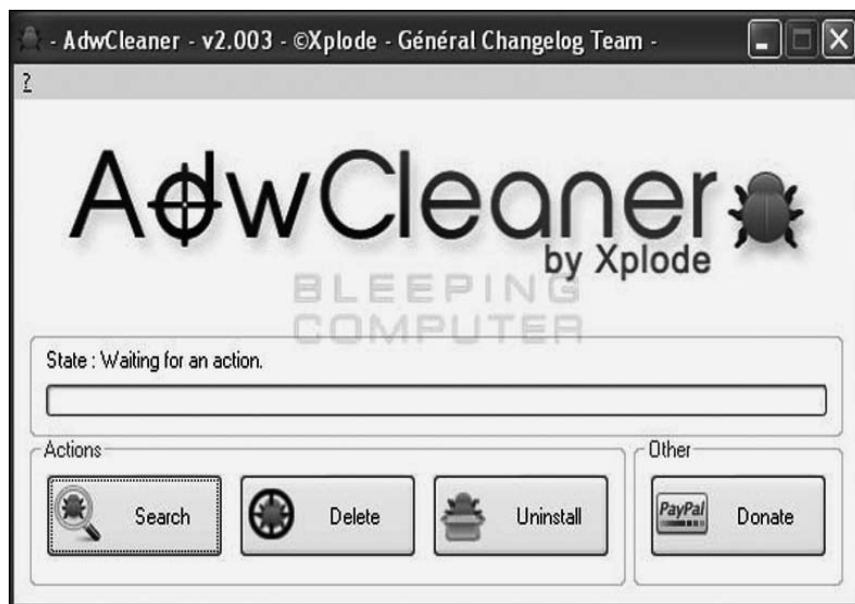 - AdwCleaner - v2.003 - ©Xplode - Général Changelog Team -
?
AdwCleaner
by Xplode
BLEEPING
COMPUTER
State : Waiting for an action.
Actions
Search
Delete
Uninstall
Other
PayPal
Donate